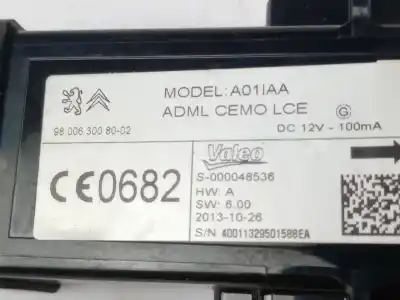 MODEL: A01IAA
ADML CEMO LCE
G
98 006 300 80-02
DC 12V - 100mA
Valeo
CE0682
S-000048536
HW: A
SW: 6.00
2013-10-26
S/N 40011329501588EA